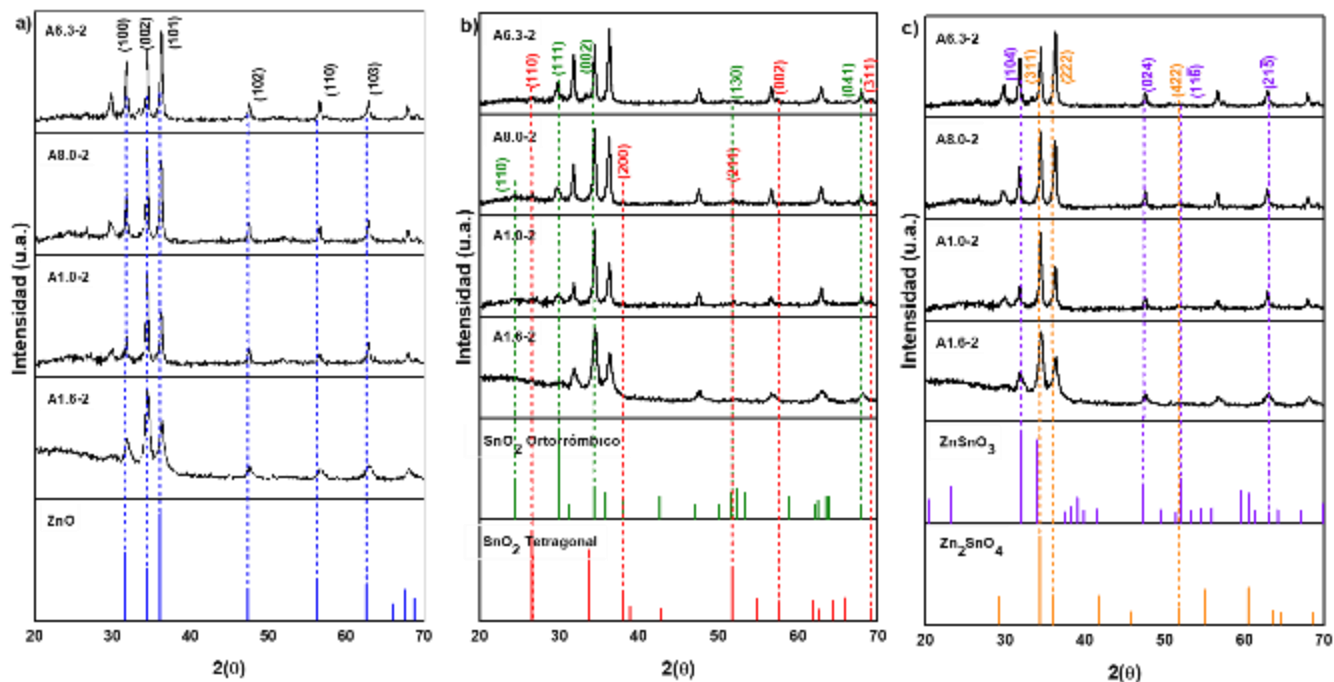 a)
Intensidad (u.a.)
A6.3-2
(100)
(002)
(101)
(102)
(110)
(103)
A8.0-2
A1.0-2
A1.6-2
ZnO
20 30 40 50 60 70
2(θ)
b)
Intensidad (u.a.)
A6.3-2
(110)
(111)
(002)
(130)
(002)
(041)
(311)
A8.0-2
(110)
(200)
(211)
A1.0-2
A1.6-2
SnO2 Ortorrómbico
SnO2 Tetragonal
20 30 40 50 60 70
2(θ)
c)
Intensidad (u.a.)
A6.3-2
(104)
(311)
(222)
(024)
(422)
(116̅)
(215̅)
A8.0-2
A1.0-2
A1.6-2
ZnSnO3
Zn2SnO4
20 30 40 50 60 70
2(θ)